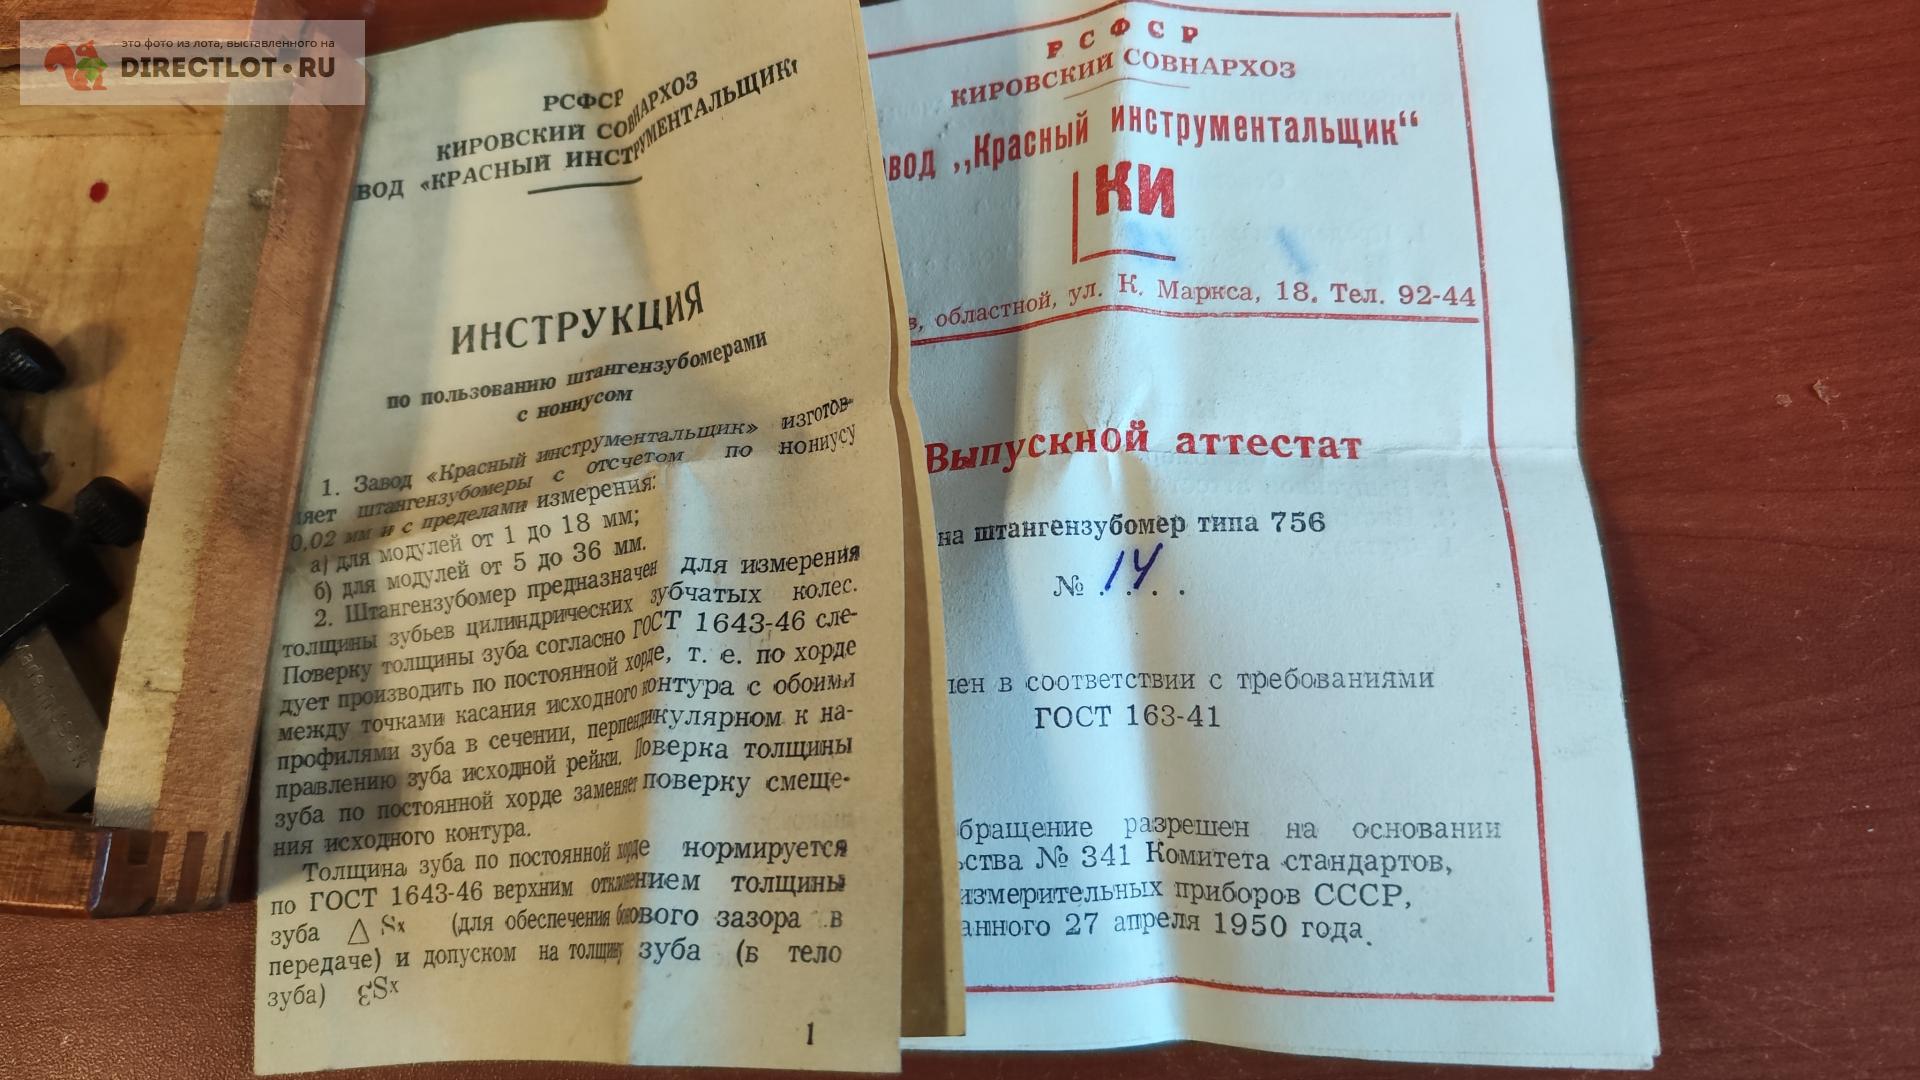 это фото из лота, выставленного на
DIRECTLOT.RU
РСФСР
КИРОВСКИЙ СОВНАРХОЗ
ВОД «КРАСНЫЙ ИНСТРУМЕНТАЛЬЩИК
ИНСТРУКЦИЯ
по пользованию штангензубомерами
с нониусом
1. Завод «Красный инструментальщик» изготов-
ляет штангензубомеры с отсчетом по нониусу
0,02 мм и с пределами измерения:
а) для модулей от 1 до 18 мм;
б) для модулей от 5 до 36 мм.
2. Штангензубомер предназначен для измерения
толщины зубьев цилиндрических зубчатых колес.
Поверку толщины зуба согласно ГОСТ 1643-46 сле-
дует производить по постоянной хорде, т. е. по хорде
между точками касания исходного контура с обоими
профилями зуба в сечении, перпендикулярном к на-
правлению зуба исходной рейки. Поверка толщины
зуба по постоянной хорде заменяет поверку смеще-
ния исходного контура.
Толщина зуба по постоянной хорде нормируется
по ГОСТ 1643-46 верхним отклонением толщины
зуба △ Sx (для обеспечения бокового зазора в
передаче) и допуском на толщину зуба (в тело
зуба) εSx
1
РСФСР
КИРОВСКИЙ СОВНАРХОЗ
вод „Красный инструментальщик“
КИ
в, областной, ул. К. Маркса, 18. Тел. 92-44
Выпускной аттестат
на штангензубомер типа 756
№ 14
лен в соответствии с требованиями
ГОСТ 163-41
бращение разрешен на основании
ьства № 341 Комитета стандартов,
измерительных приборов СССР,
анного 27 апреля 1950 года.